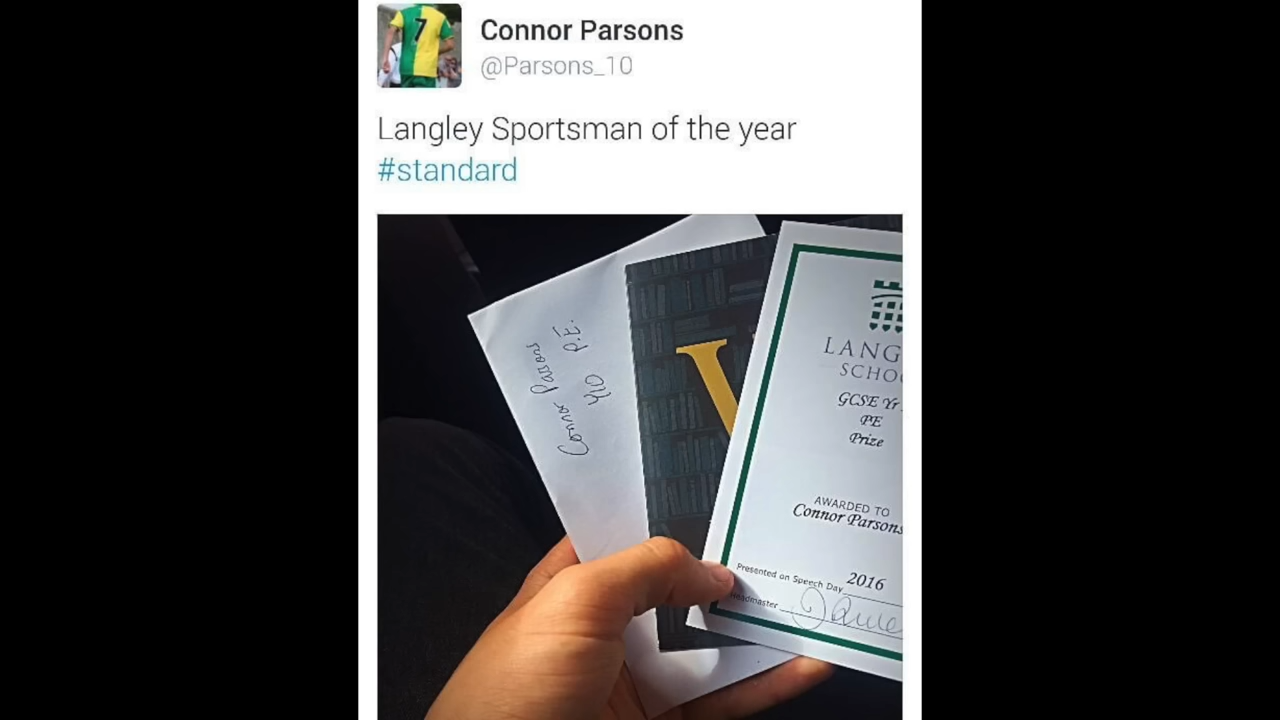 7
Connor Parsons
@Parsons_10
Langley Sportsman of the year
#standard
Connor Parsons
Y10 P.E.
LANG
SCHO
GCSE Yr
PE
Prize
AWARDED TO
Connor Parsons
Presented on Speech Day 2016
Headmaster